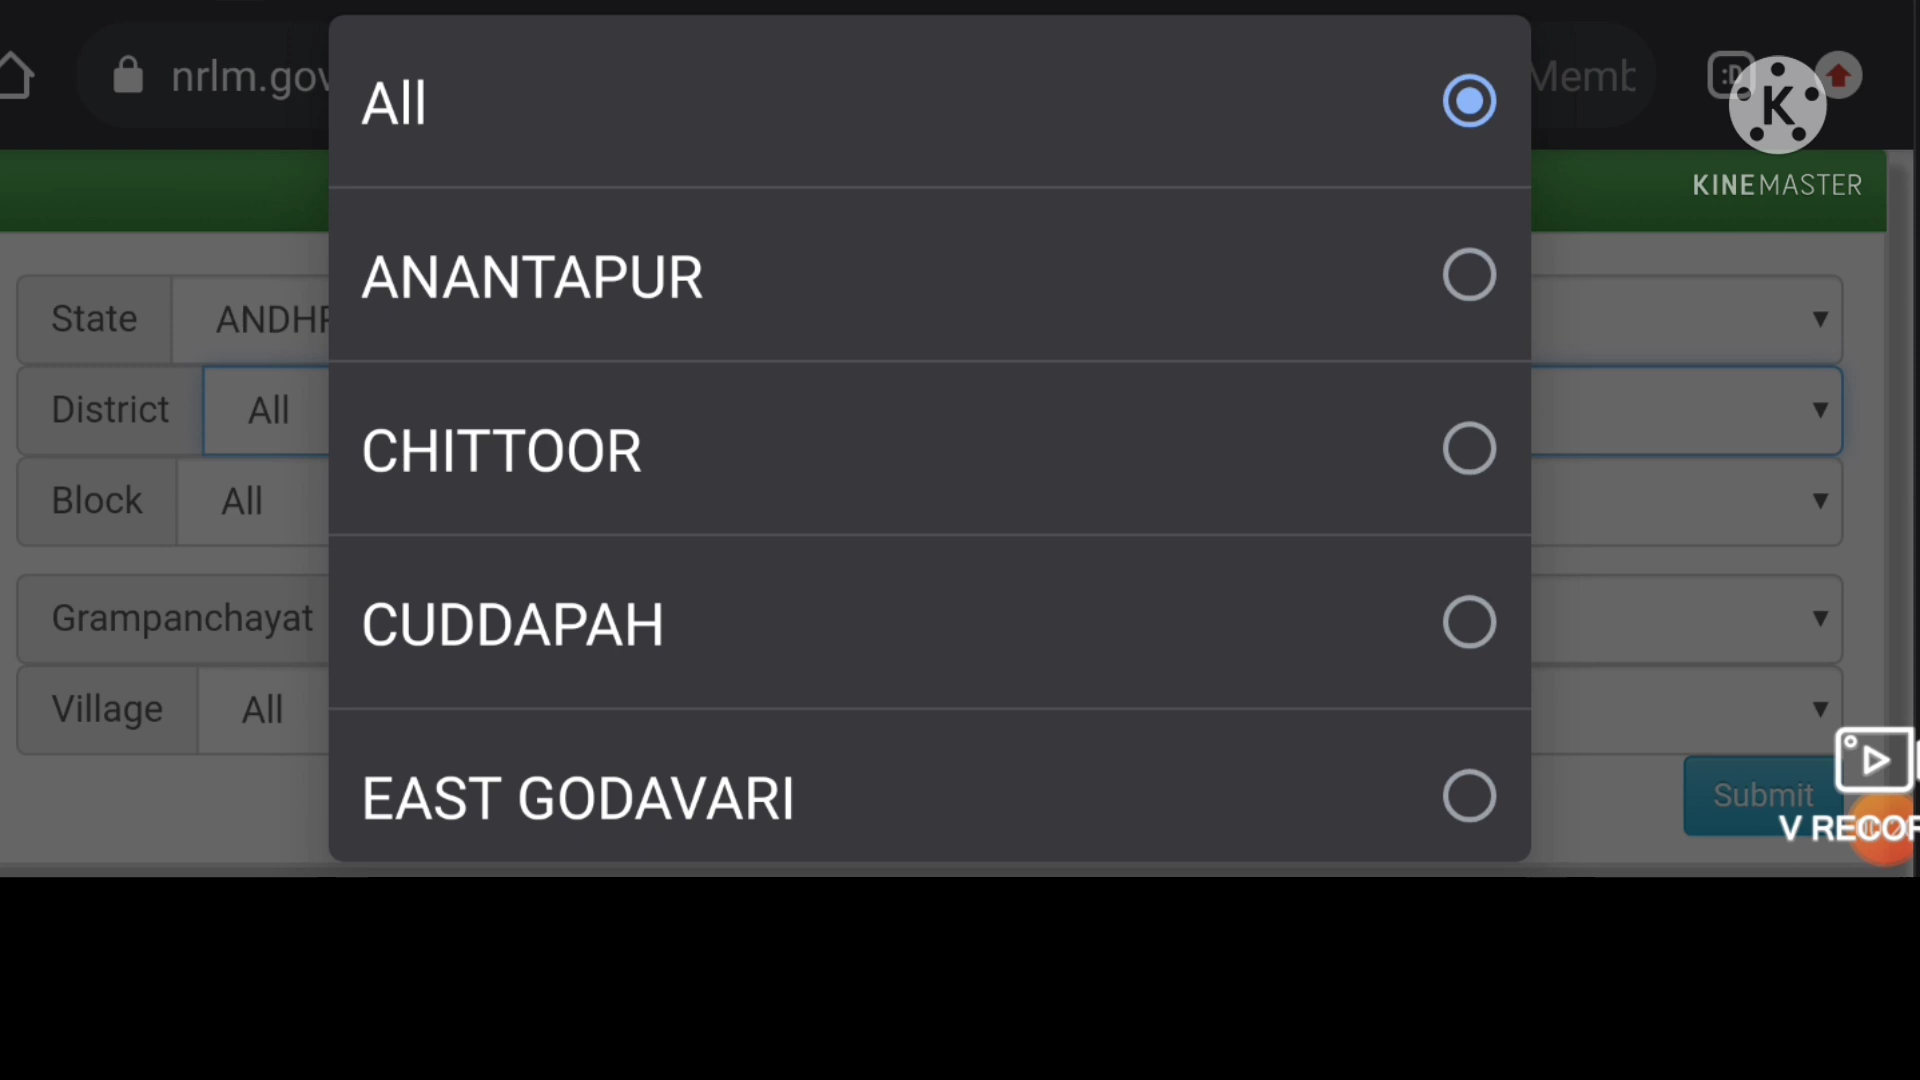 nrlm.gov
Memb
:D
K
KINEMASTER
All
ANANTAPUR
CHITTOOR
CUDDAPAH
EAST GODAVARI
State ANDHR
District All
Block All
Grampanchayat
Village All
Submit
V RECOR